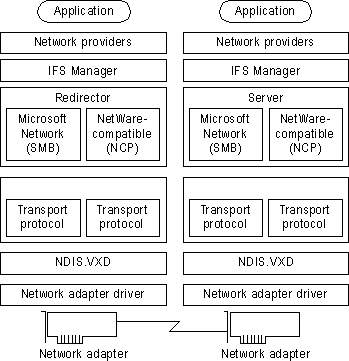 Application
Application
Network providers
Network providers
IFS Manager
IFS Manager
Redirector
Server
Microsoft
Network
(SMB)
NetWare-
compatible
(NCP)
Microsoft
Network
(SMB)
NetWare-
compatible
(NCP)
Transport
protocol
Transport
protocol
Transport
protocol
Transport
protocol
NDIS.VXD
NDIS.VXD
Network adapter driver
Network adapter driver
Network adapter
Network adapter